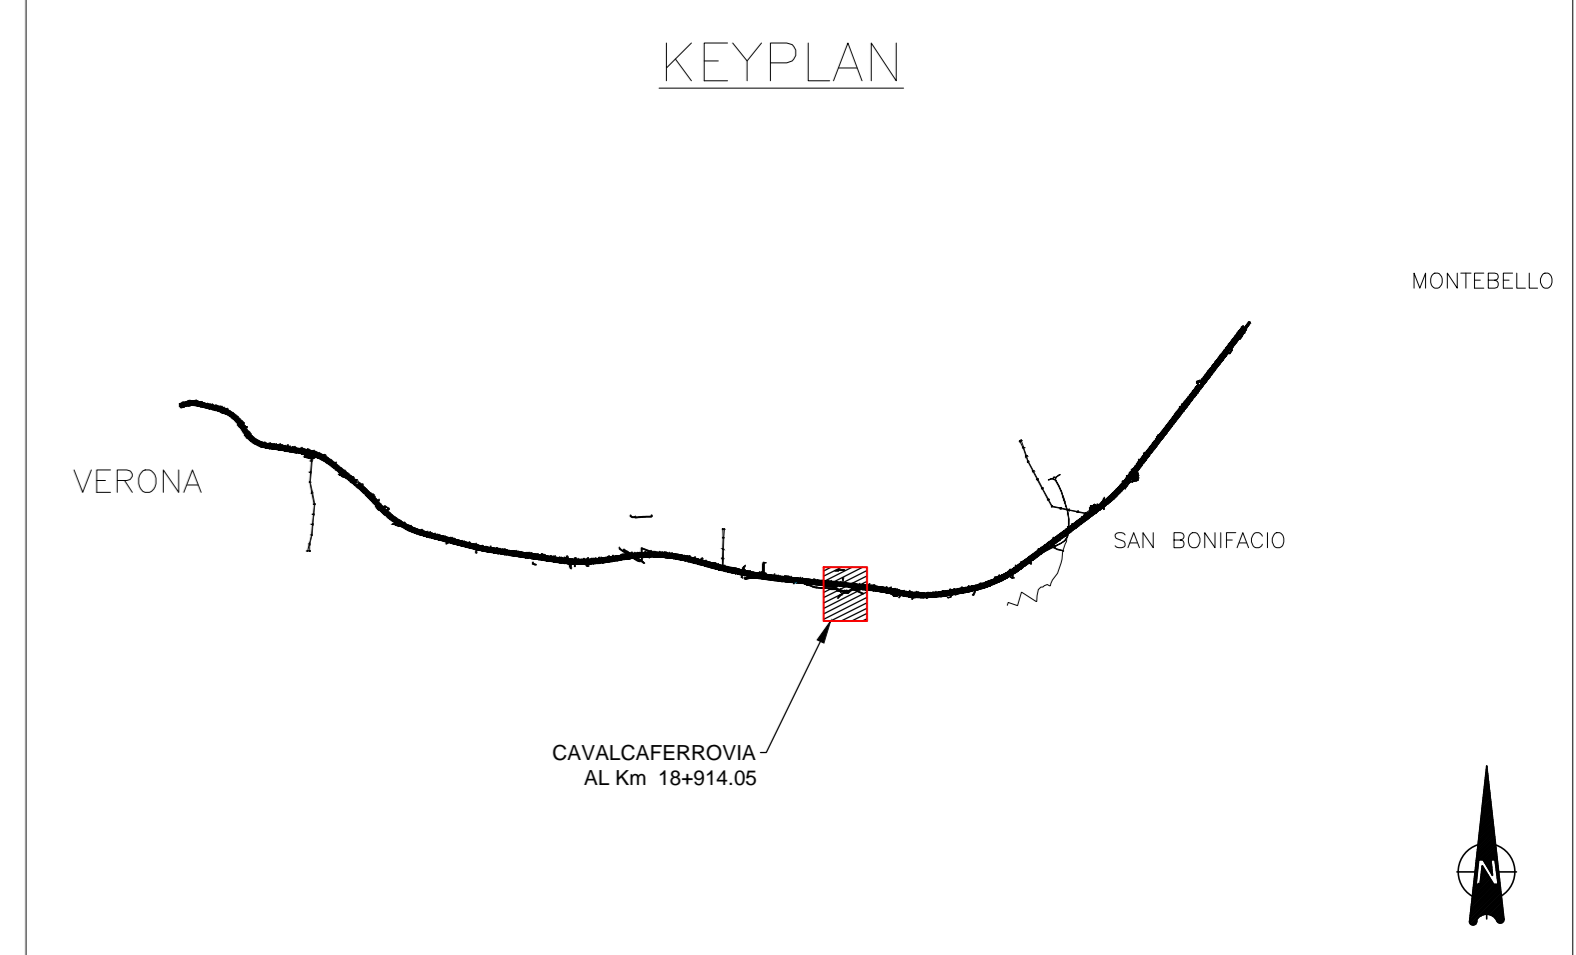 KEYPLAN
MONTEBELLO
VERONA
SAN BONIFACIO
CAVALCAFERROVIA
AL Km 18+914.05
N